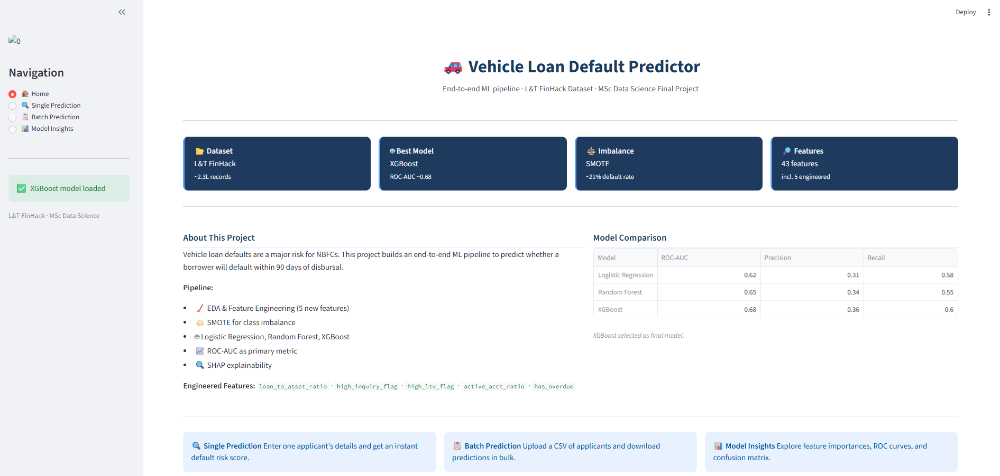 Deploy
0
Navigation
🏠 Home
🔍 Single Prediction
📋 Batch Prediction
📊 Model Insights
✅ XGBoost model loaded
L&T FinHack · MSc Data Science
🚗 Vehicle Loan Default Predictor
End-to-end ML pipeline · L&T FinHack Dataset · MSc Data Science Final Project
📂 Dataset
L&T FinHack
~2.3L records
🤖 Best Model
XGBoost
ROC-AUC ~0.68
⚖️ Imbalance
SMOTE
~21% default rate
🔎 Features
43 features
incl. 5 engineered
About This Project
Vehicle loan defaults are a major risk for NBFCs. This project builds an end-to-end ML pipeline to predict whether a
borrower will default within 90 days of disbursal.
Pipeline:
• 🧹 EDA & Feature Engineering (5 new features)
• ⚖️ SMOTE for class imbalance
• 🤖 Logistic Regression, Random Forest, XGBoost
• 📈 ROC-AUC as primary metric
• 🔍 SHAP explainability
Engineered Features: loan_to_asset_ratio · high_inquiry_flag · high_ltv_flag · active_acct_ratio · has_overdue
Model Comparison
Model ROC-AUC Precision Recall
Logistic Regression 0.62 0.31 0.58
Random Forest 0.65 0.34 0.55
XGBoost 0.68 0.36 0.6
XGBoost selected as final model.
🔍 Single Prediction Enter one applicant's details and get an instant
default risk score.
📋 Batch Prediction Upload a CSV of applicants and download
predictions in bulk.
📊 Model Insights Explore feature importances, ROC curves, and
confusion matrix.